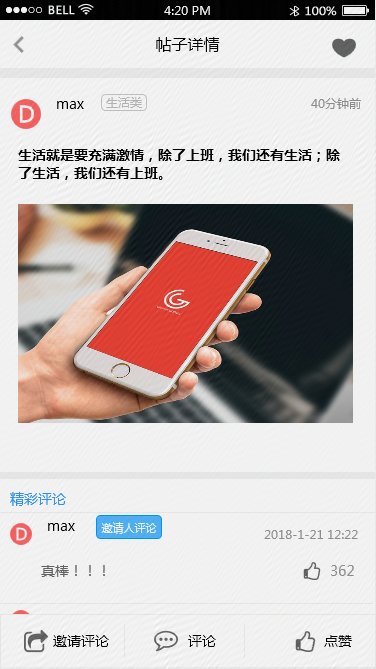 BELL 4:20 PM 100%
帖子详情
D max 生活类 40分钟前
生活就是要充满激情，除了上班，我们还有生活；除
了生活，我们还有上班。
精彩评论
D max 邀请人评论 2018-1-21 12:22
真棒！！！ 362
邀请评论 评论 点赞